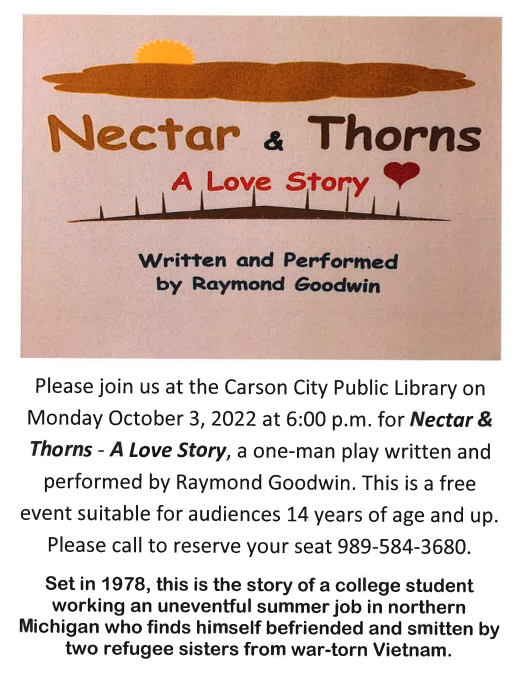 Nectar & Thorns
A Love Story
Written and Performed
by Raymond Goodwin
Please join us at the Carson City Public Library on
Monday October 3, 2022 at 6:00 p.m. for Nectar &
Thorns - A Love Story, a one-man play written and
performed by Raymond Goodwin. This is a free
event suitable for audiences 14 years of age and up.
Please call to reserve your seat 989-584-3680.
Set in 1978, this is the story of a college student
working an uneventful summer job in northern
Michigan who finds himself befriended and smitten by
two refugee sisters from war-torn Vietnam.